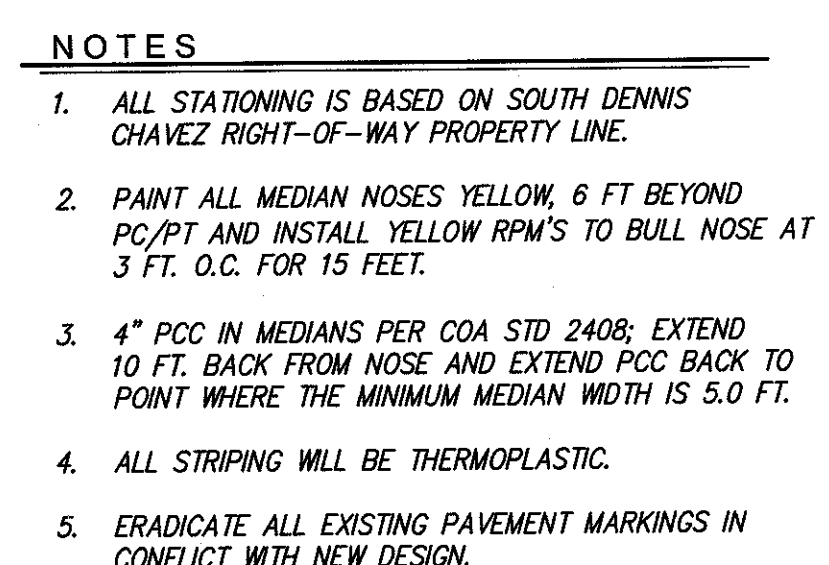 NOTES
1. ALL STATIONING IS BASED ON SOUTH DENNIS
CHAVEZ RIGHT-OF-WAY PROPERTY LINE.
2. PAINT ALL MEDIAN NOSES YELLOW, 6 FT BEYOND
PC/PT AND INSTALL YELLOW RPM'S TO BULL NOSE AT
3 FT. O.C. FOR 15 FEET.
3. 4" PCC IN MEDIANS PER COA STD 2408; EXTEND
10 FT. BACK FROM NOSE AND EXTEND PCC BACK TO
POINT WHERE THE MINIMUM MEDIAN WIDTH IS 5.0 FT.
4. ALL STRIPING WILL BE THERMOPLASTIC.
5. ERADICATE ALL EXISTING PAVEMENT MARKINGS IN
CONFLICT WITH NEW DESIGN.